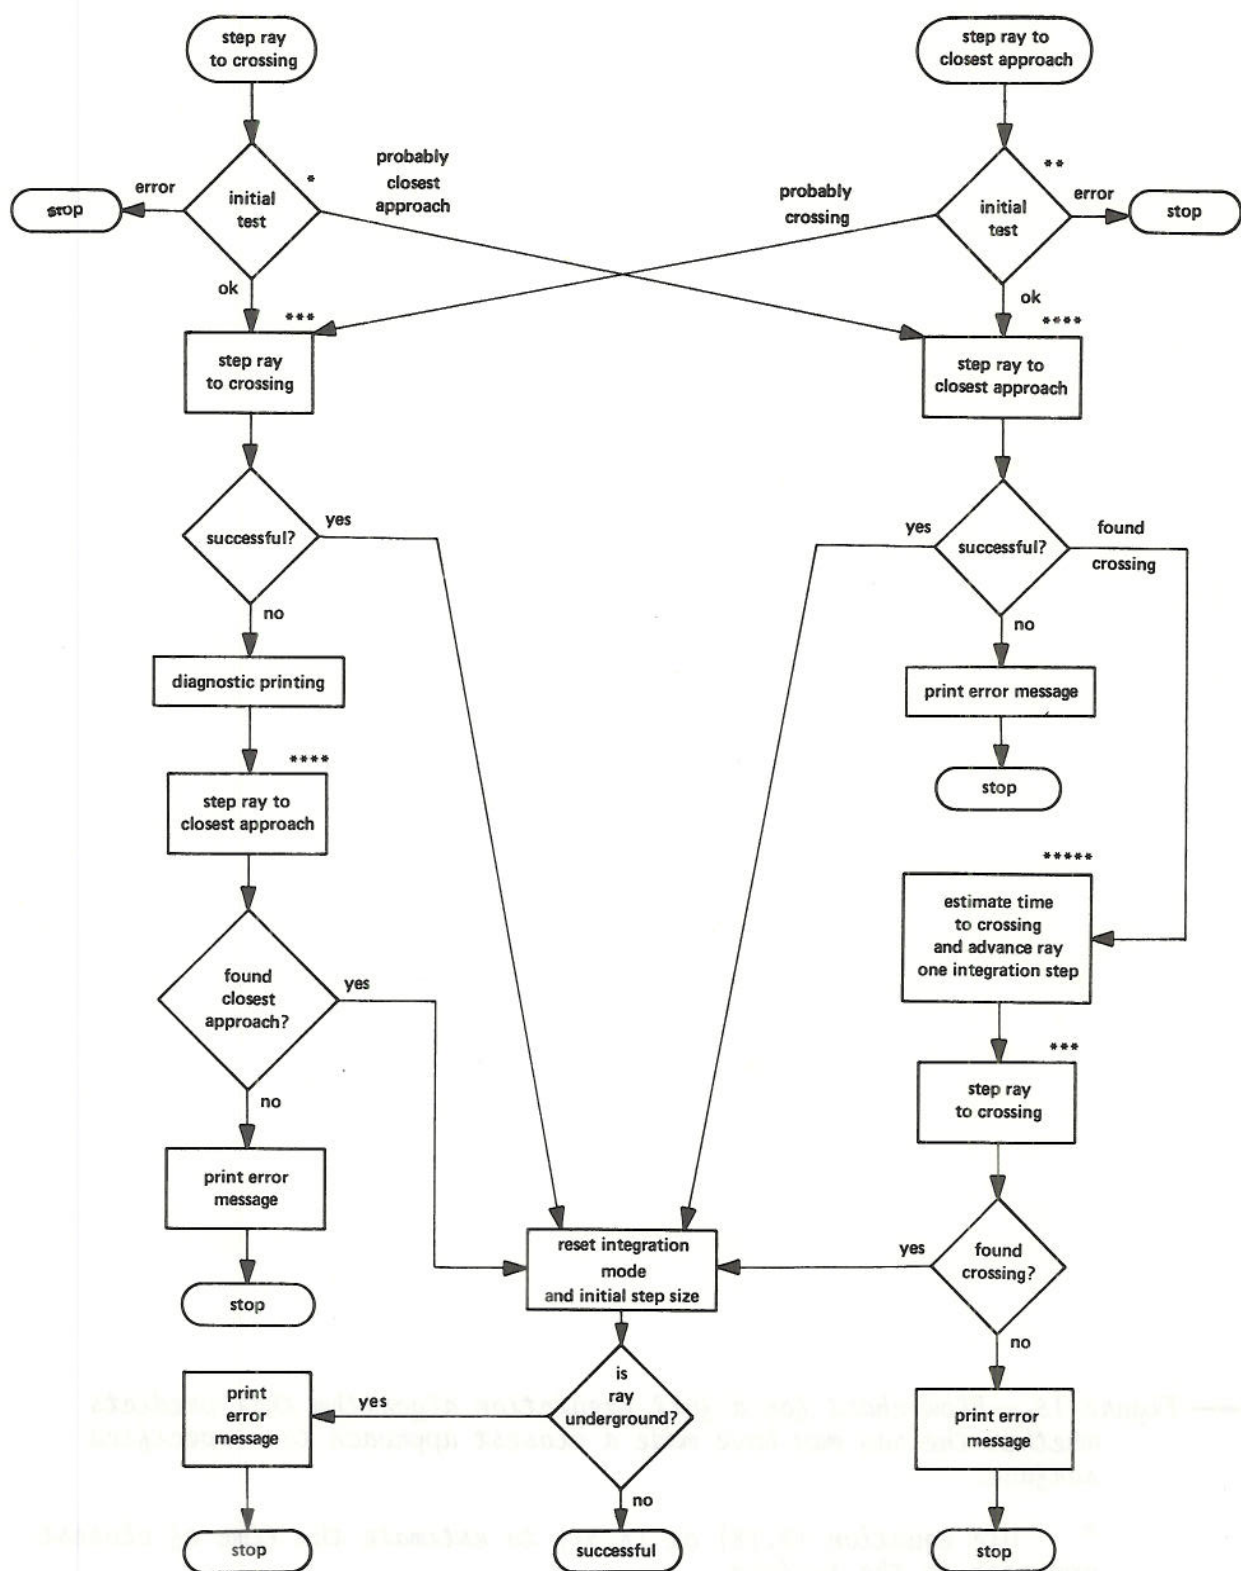 step ray
to crossing
step ray to
closest approach
*
probably
closest
approach
**
probably
crossing
error
stop
initial
test
initial
test
error
stop
ok
ok
***
step ray
to crossing
****
step ray to
closest approach
successful?
yes
yes
successful?
found
crossing
no
no
diagnostic printing
print error message
****
step ray to
closest approach
stop
*****
estimate time
to crossing
and advance ray
one integration step
found
closest
approach?
yes
***
step ray
to crossing
no
print error
message
reset integration
mode
and initial step size
yes
found
crossing?
stop
no
is
ray
underground?
yes
print
error
message
print error
message
no
stop
successful
stop